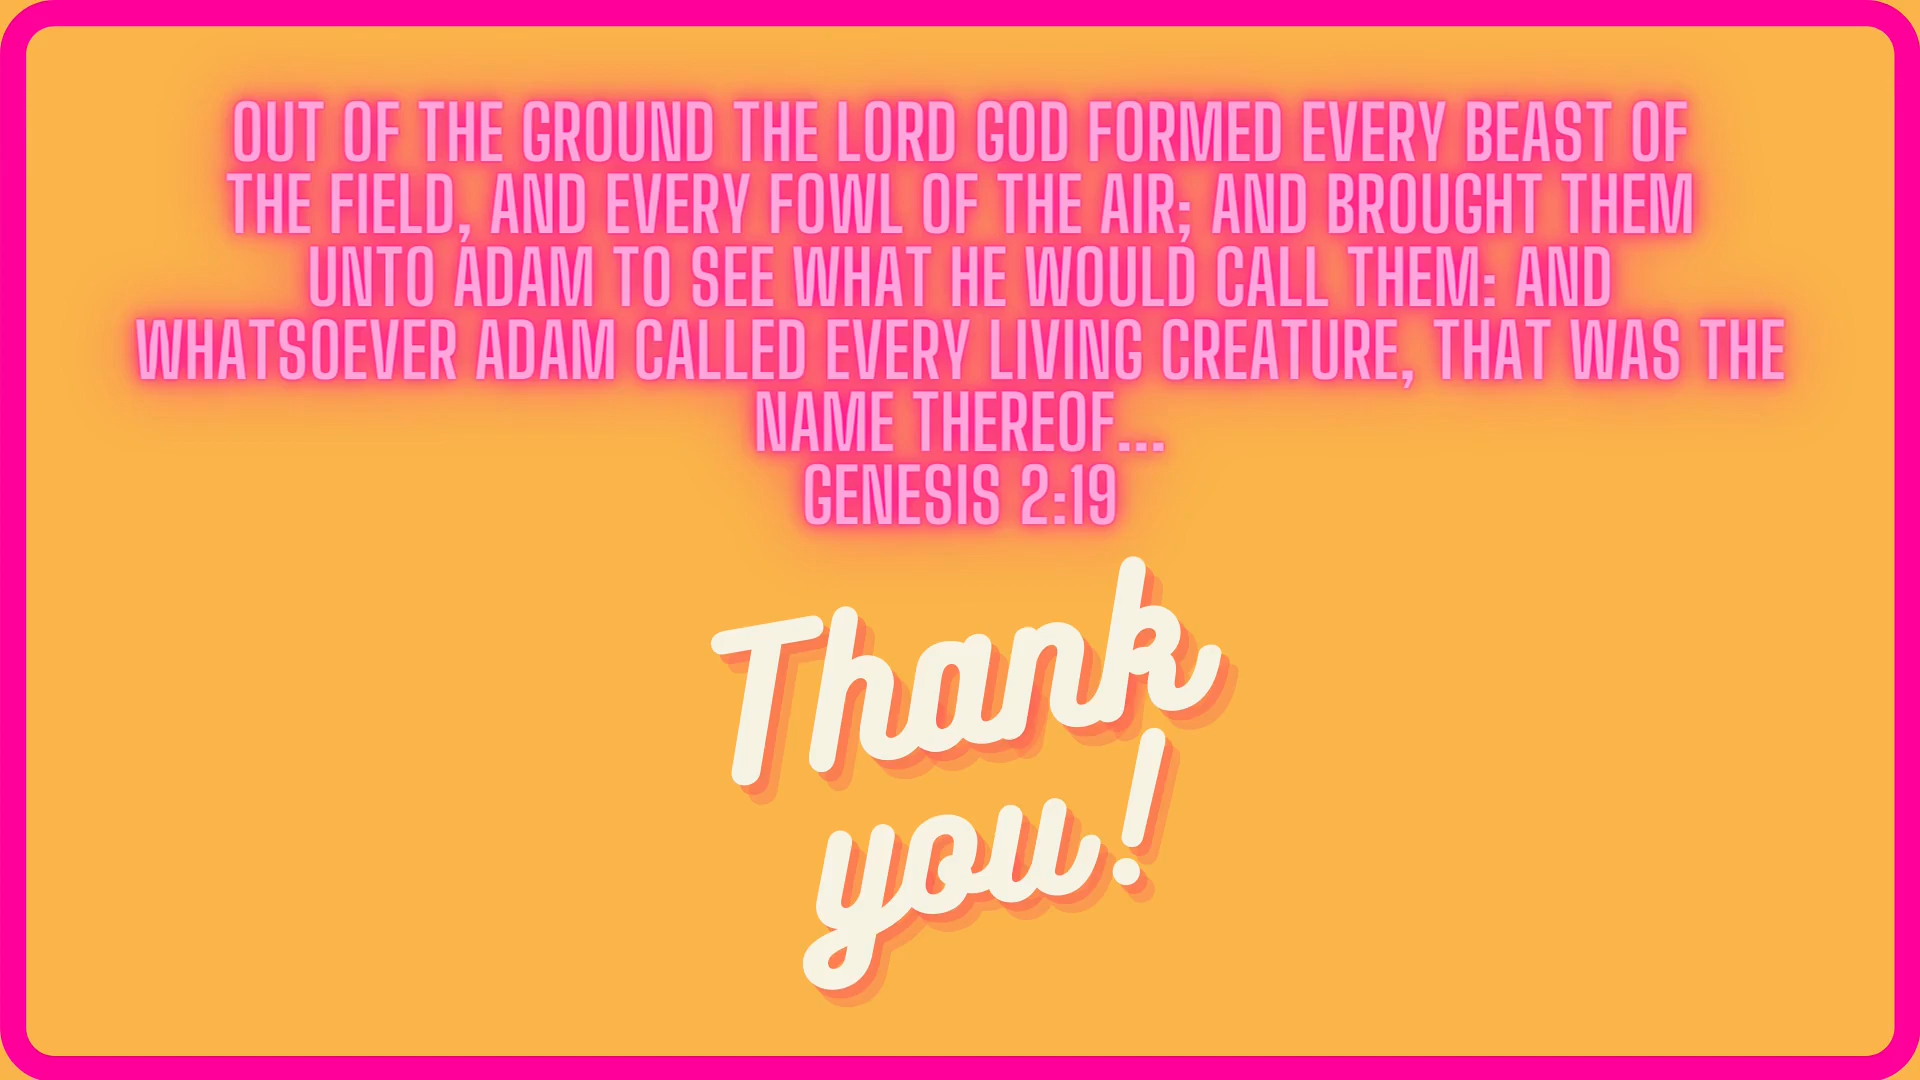 OUT OF THE GROUND THE LORD GOD FORMED EVERY BEAST OF
THE FIELD, AND EVERY FOWL OF THE AIR; AND BROUGHT THEM
UNTO ADAM TO SEE WHAT HE WOULD CALL THEM: AND
WHATSOEVER ADAM CALLED EVERY LIVING CREATURE, THAT WAS THE
NAME THEREOF...
GENESIS 2:19
Thank
you!